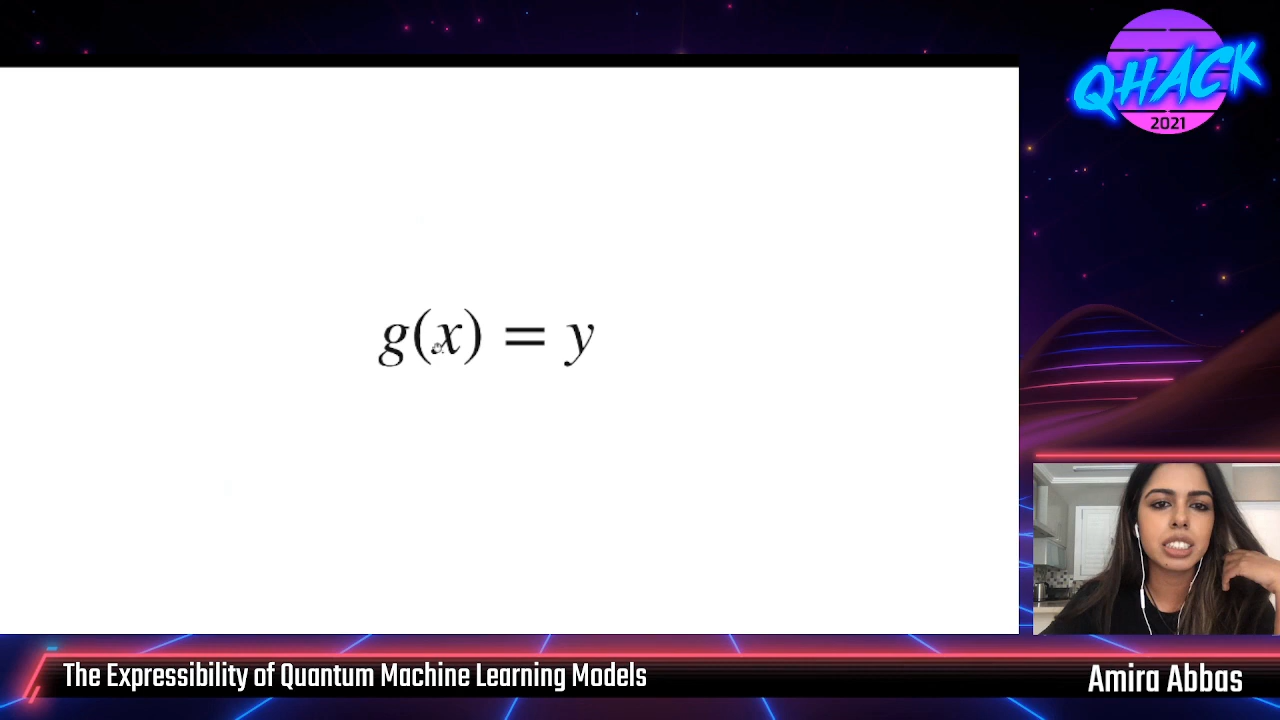 QHACK
2021
g(x) = y
The Expressibility of Quantum Machine Learning Models
Amira Abbas